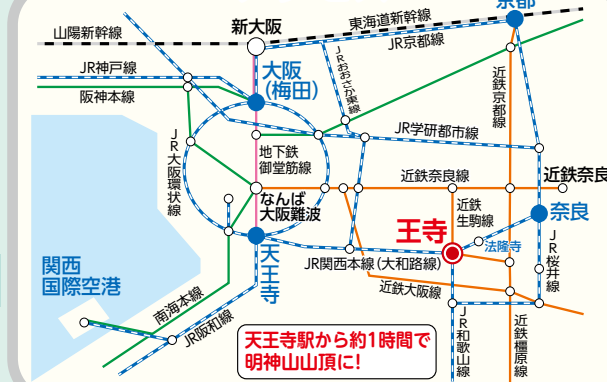 京都
新大阪
東海道新幹線
山陽新幹線
JR京都線
JR神戸線
大阪
(梅田)
JRおおさか東線
阪神本線
近鉄京都線
JR学研都市線
JR大阪環状線
地下鉄
御堂筋線
近鉄奈良線
近鉄奈良
なんば
大阪難波
近鉄
生駒線
奈良
王寺
法隆寺
天王寺
JR関西本線(大和路線)
JR桜井線
関西
国際空港
近鉄大阪線
南海本線
JR阪和線
JR和歌山線
近鉄橿原線
天王寺駅から約1時間で
明神山山頂に!